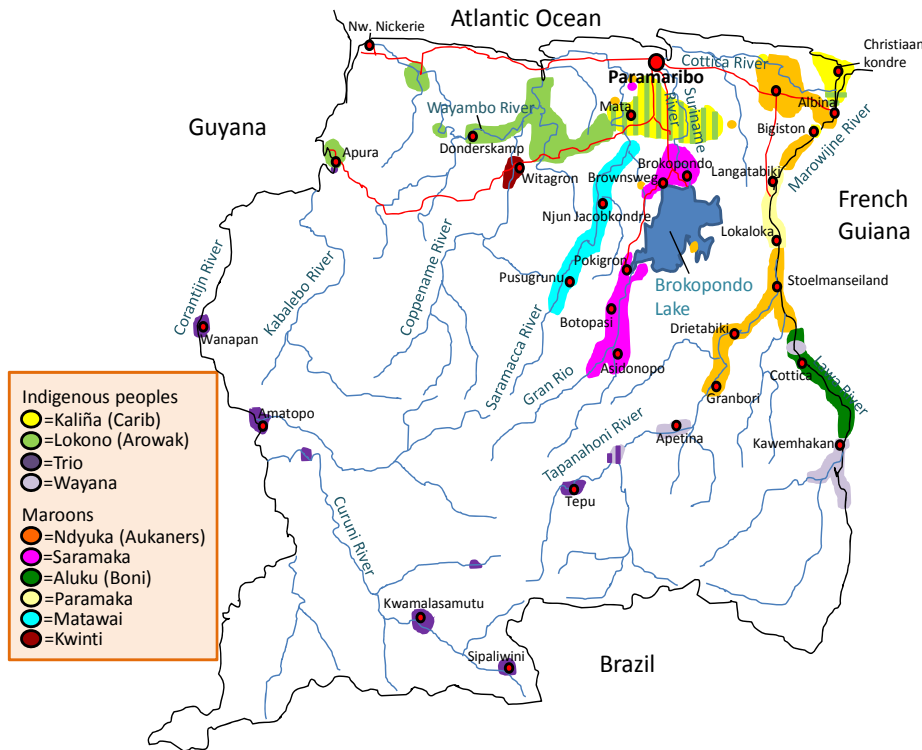 Atlantic Ocean
Nw. Nickerie
Christiaan
kondre
Cottica River
Paramaribo
Suriname
River
Albina
Wayambo River
Mata
Bigiston
Guyana
Donderskamp
Marowijne River
Apura
Witagron
Brokopondo
Brownsweg
Langatabiki
French
Guiana
Njun Jacobkondre
Lokaloka
Corantijn River
Kabalebo River
Coppename River
Pokigron
Pusugrunu
Brokopondo
Lake
Stoelmanseiland
Saramacca River
Botopasi
Wanapan
Drietabiki
Asidonopo
Gran Rio
Cottica
Lawa River
Granbori
Indigenous peoples
=Kaliña (Carib)
=Lokono (Arowak)
=Trio
=Wayana
Maroons
=Ndyuka (Aukaners)
=Saramaka
=Aluku (Boni)
=Paramaka
=Matawai
=Kwinti
Amatopo
Apetina
Kawemhakan
Tapanahoni River
Tepu
Curuni River
Kwamalasamutu
Sipaliwini
Brazil